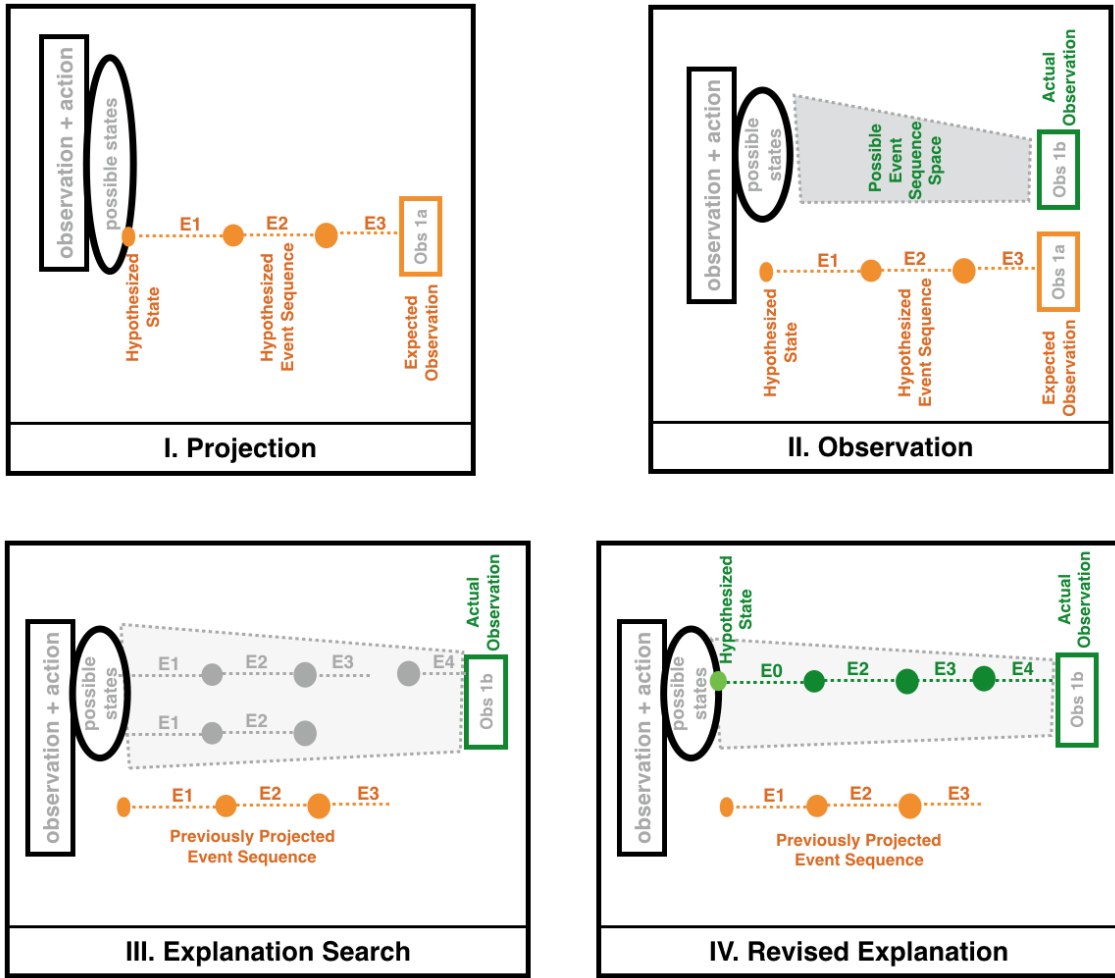 observation + action
possible states
E1
E2
E3
Obs 1a
Hypothesized
State
Hypothesized
Event Sequence
Expected
Observation
I. Projection
observation + action
possible
states
Possible
Event
Sequence
Space
Actual
Observation
Obs 1b
E1
E2
E3
Obs 1a
Hypothesized
State
Hypothesized
Event Sequence
Expected
Observation
II. Observation
observation + action
possible
states
E1
E2
E3
E4
E1
E2
Actual
Observation
Obs 1b
E1
E2
E3
Previously Projected
Event Sequence
III. Explanation Search
observation + action
possible
states
Hypothesized
State
E0
E2
E3
E4
Actual
Observation
Obs 1b
E1
E2
E3
Previously Projected
Event Sequence
IV. Revised Explanation